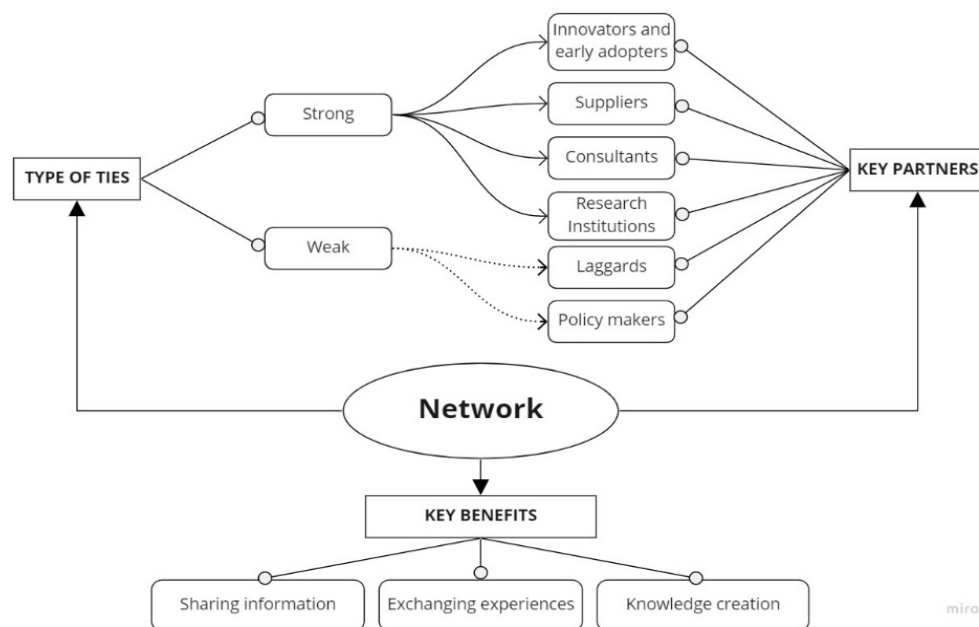 Innovators and
early adopters
Strong
Suppliers
Consultants
TYPE OF TIES
KEY PARTNERS
Research
Institutions
Weak
Laggards
Policy makers
Network
KEY BENEFITS
Sharing information
Exchanging experiences
Knowledge creation
miro